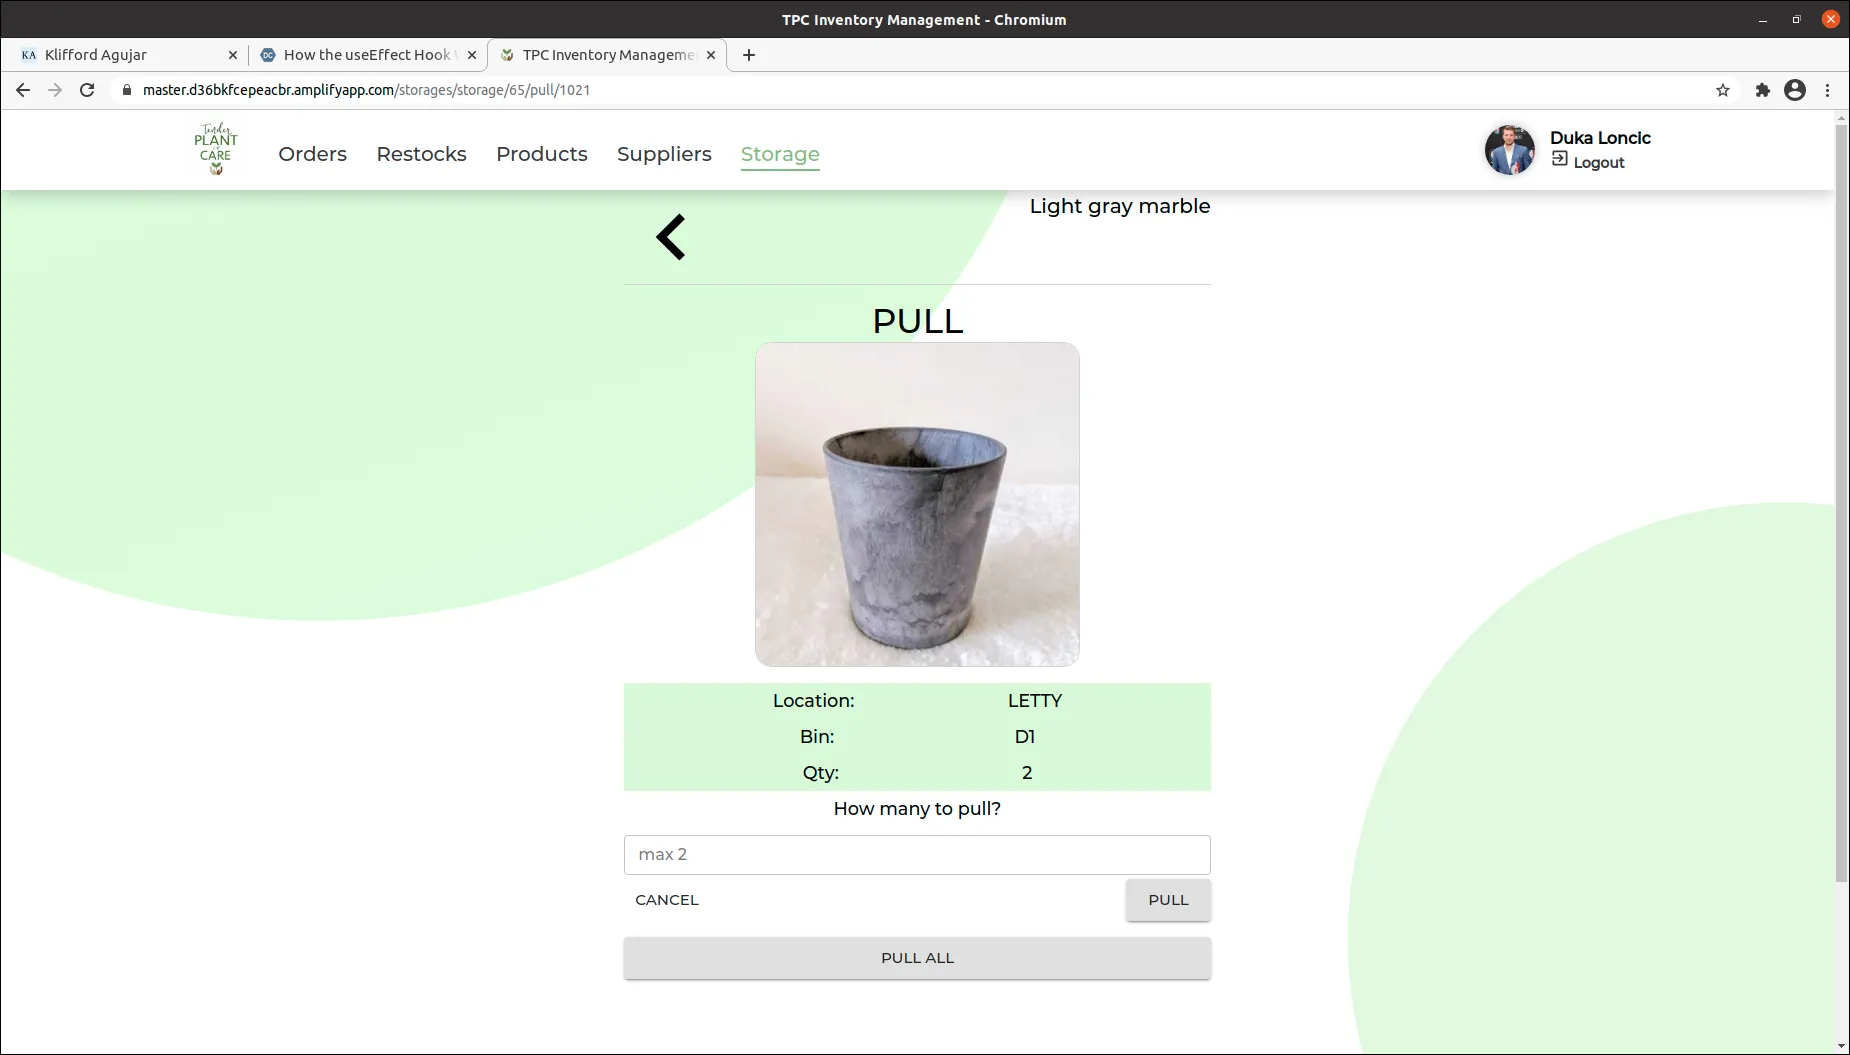 TPC Inventory Management - Chromium
KA Klifford Agujar
DC How the useEffect Hook
TPC Inventory Manageme
master.d36bkfcepeacbr.amplifyapp.com/storages/storage/65/pull/1021
Tender
PLANT
CARE
Orders Restocks Products Suppliers Storage
Duka Loncic
Logout
Light gray marble
PULL
Location: LETTY
Bin: D1
Qty: 2
How many to pull?
max 2
CANCEL PULL
PULL ALL